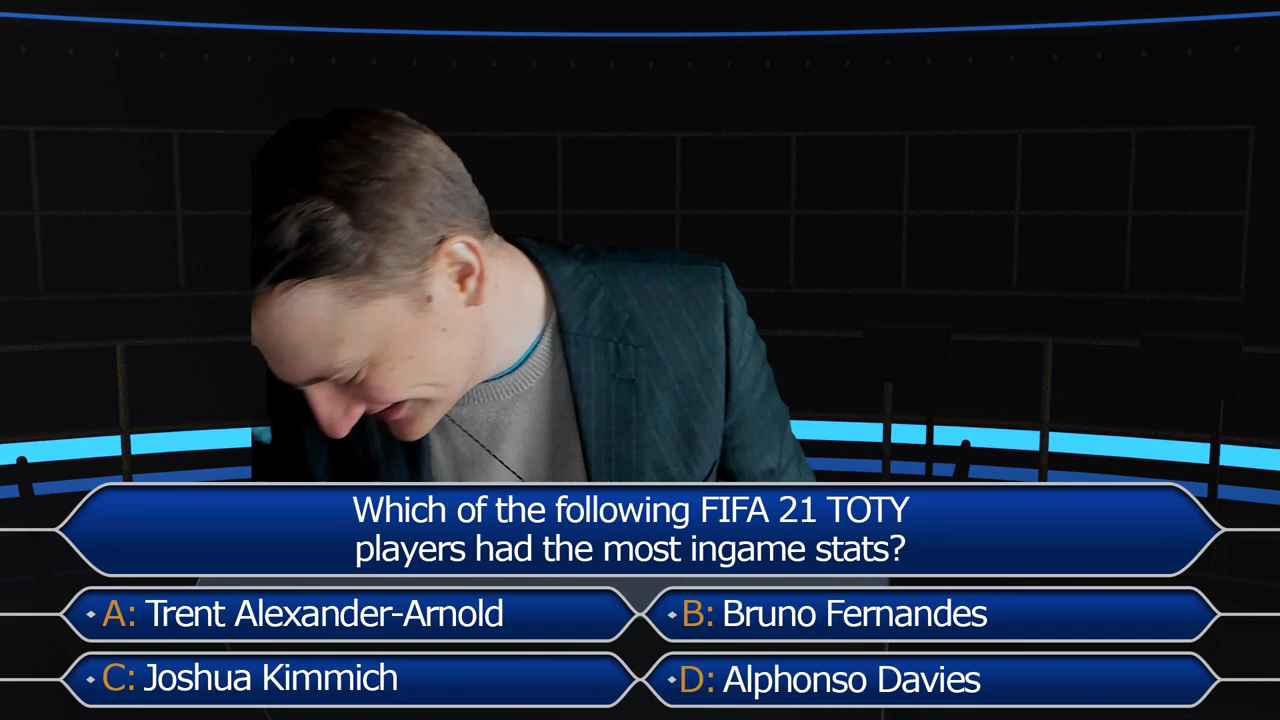 Which of the following FIFA 21 TOTY
players had the most ingame stats?
A: Trent Alexander-Arnold
B: Bruno Fernandes
C: Joshua Kimmich
D: Alphonso Davies